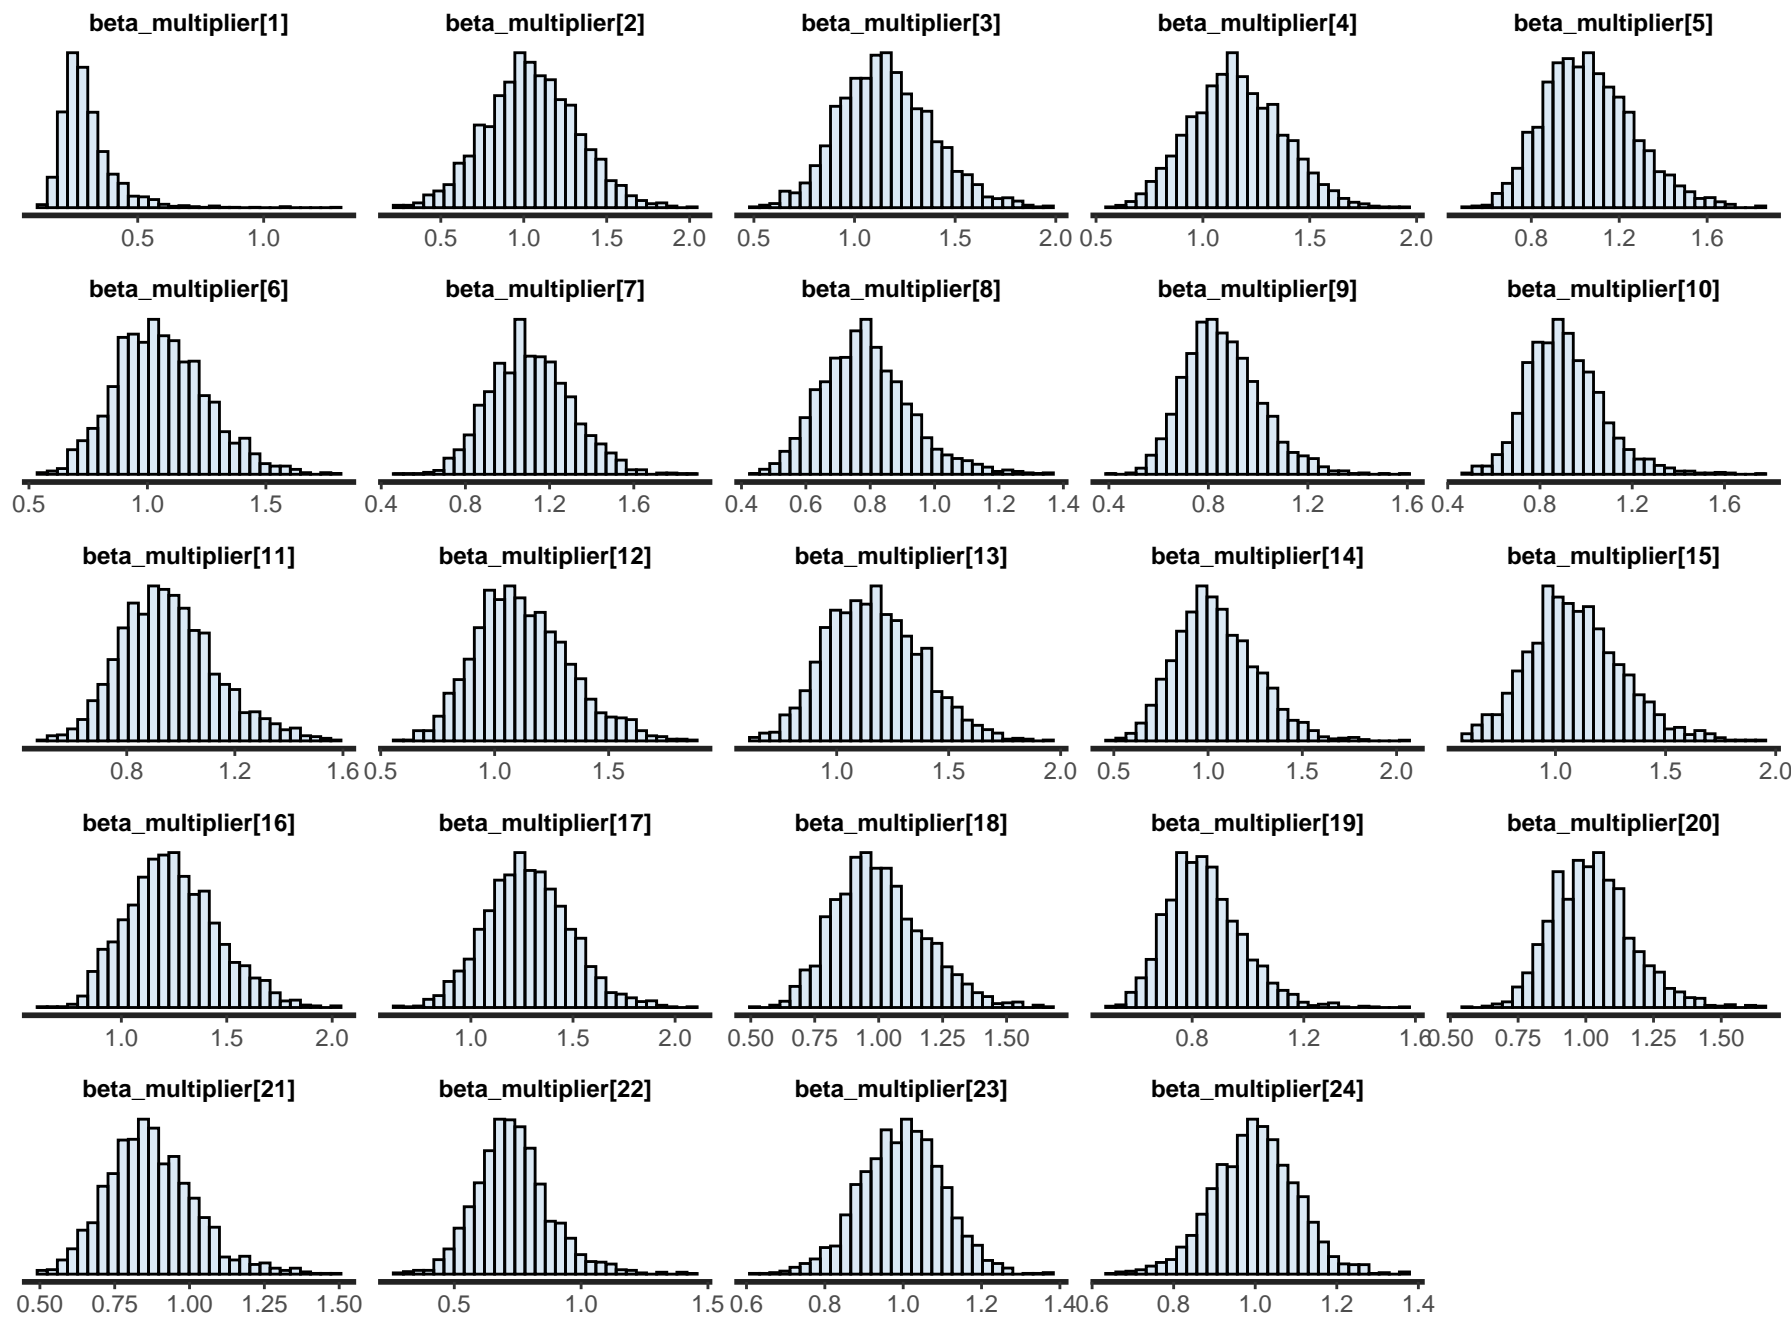 beta_multiplier[1] beta_multiplier[2] beta_multiplier[3] beta_multiplier[4] beta_multiplier[5]
0.5 1.0 0.5 1.0 1.5 2.0 0.5 1.0 1.5 2.0 0.5 1.0 1.5 2.0 0.8 1.2 1.6
beta_multiplier[6] beta_multiplier[7] beta_multiplier[8] beta_multiplier[9] beta_multiplier[10]
0.5 1.0 1.5 0.4 0.8 1.2 1.6 0.4 0.6 0.8 1.0 1.2 1.4 0.4 0.8 1.2 1.6 0.4 0.8 1.2 1.6
beta_multiplier[11] beta_multiplier[12] beta_multiplier[13] beta_multiplier[14] beta_multiplier[15]
0.8 1.2 1.6 0.5 1.0 1.5 1.0 1.5 2.0 0.5 1.0 1.5 2.0 1.0 1.5 2.0
beta_multiplier[16] beta_multiplier[17] beta_multiplier[18] beta_multiplier[19] beta_multiplier[20]
1.0 1.5 2.0 1.0 1.5 2.0 0.50 0.75 1.00 1.25 1.50 0.8 1.2 1.6 0.50 0.75 1.00 1.25 1.50
beta_multiplier[21] beta_multiplier[22] beta_multiplier[23] beta_multiplier[24]
0.50 0.75 1.00 1.25 1.50 0.5 1.0 1.5 0.6 0.8 1.0 1.2 1.4 0.6 0.8 1.0 1.2 1.4